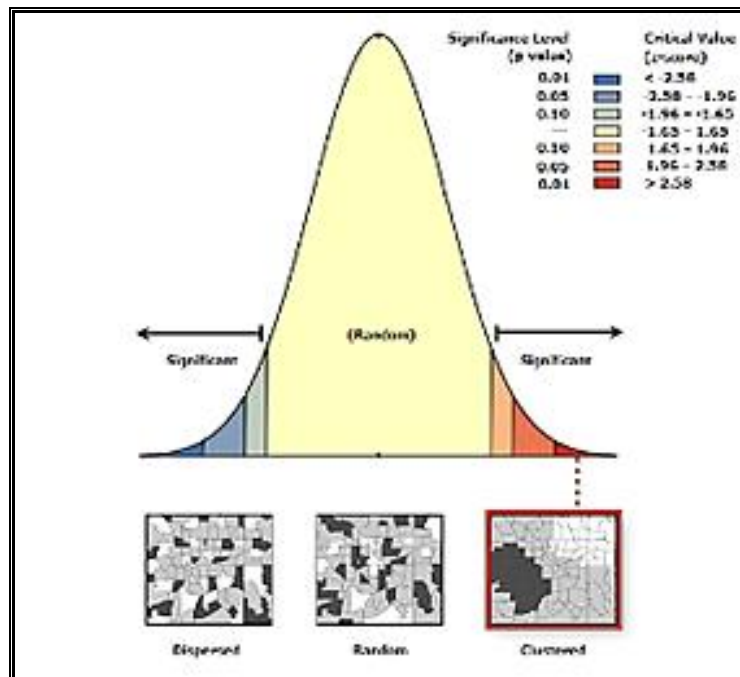 Significance Level Critical Value
(p value) (z-score)
0.01 < -2.58
0.05 -2.58 - -1.96
0.10 -1.96 - -1.65
— -1.65 - 1.65
0.10 1.65 - 1.96
0.05 1.96 - 2.58
0.01 > 2.58
(Random)
Significant Significant
Dispersed Random Clustered